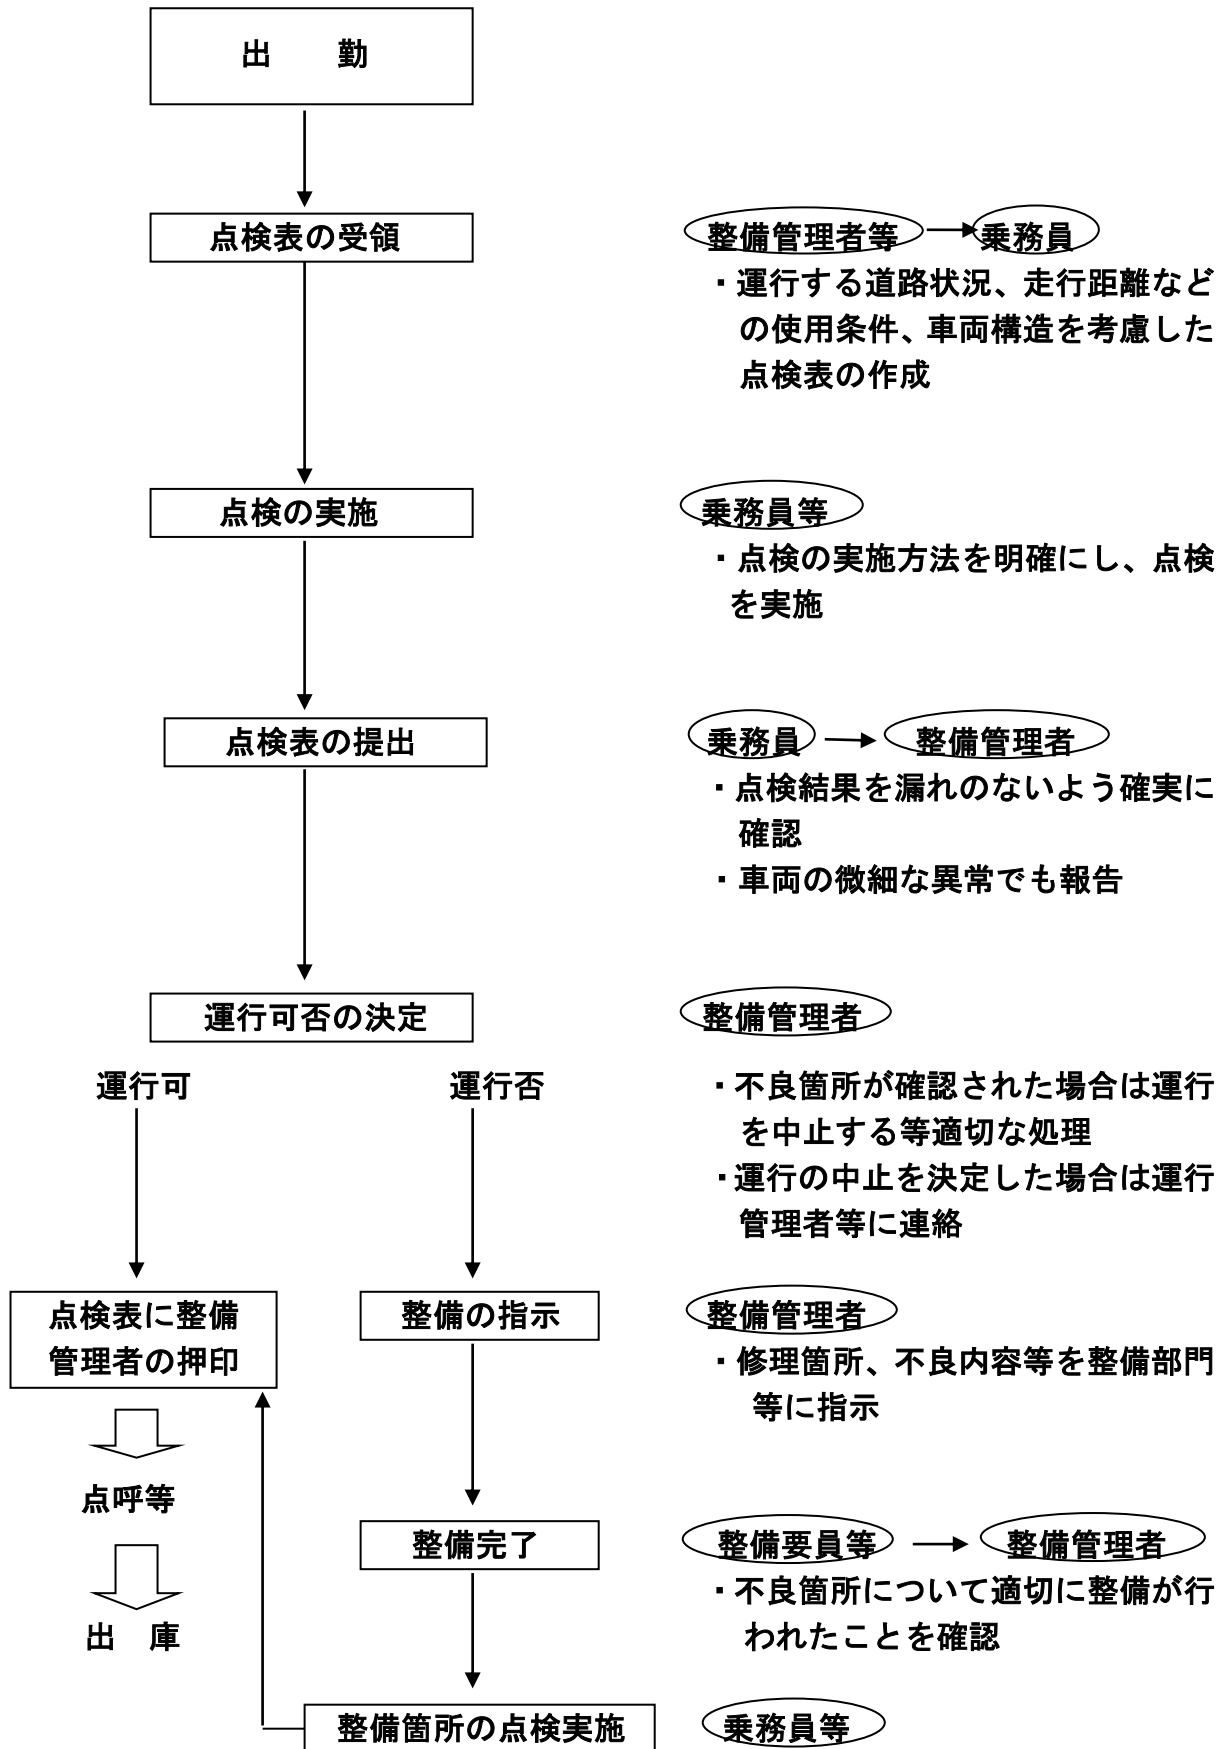 出　　勤
点検表の受領
整備管理者等 乗務員
・運行する道路状況、走行距離など
の使用条件、車両構造を考慮した
点検表の作成
点検の実施
乗務員等
・点検の実施方法を明確にし、点検
を実施
点検表の提出
乗務員 整備管理者
・点検結果を漏れのないよう確実に
確認
・車両の微細な異常でも報告
運行可否の決定
整備管理者
運行可
運行否
・不良箇所が確認された場合は運行
を中止する等適切な処理
・運行の中止を決定した場合は運行
管理者等に連絡
点検表に整備
管理者の押印
整備の指示
整備管理者
・修理箇所、不良内容等を整備部門
等に指示
点呼等
整備完了
整備要員等 整備管理者
・不良箇所について適切に整備が行
われたことを確認
出　庫
整備箇所の点検実施
乗務員等